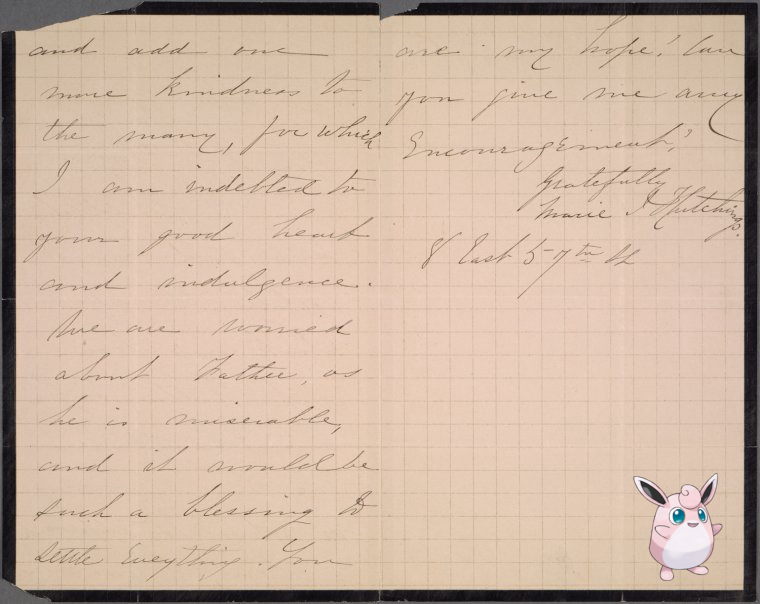 and add one
more kindness to
the many, for which
I am indebted to
your good heart
and indulgence.
We are worried
about Father, as
he is miserable,
and it would be
such a blessing to
settle Everything. You
are my hope! Can
you give me any
Encouragement?
Gratefully
Marie J Hutchings.
8 East 57th St